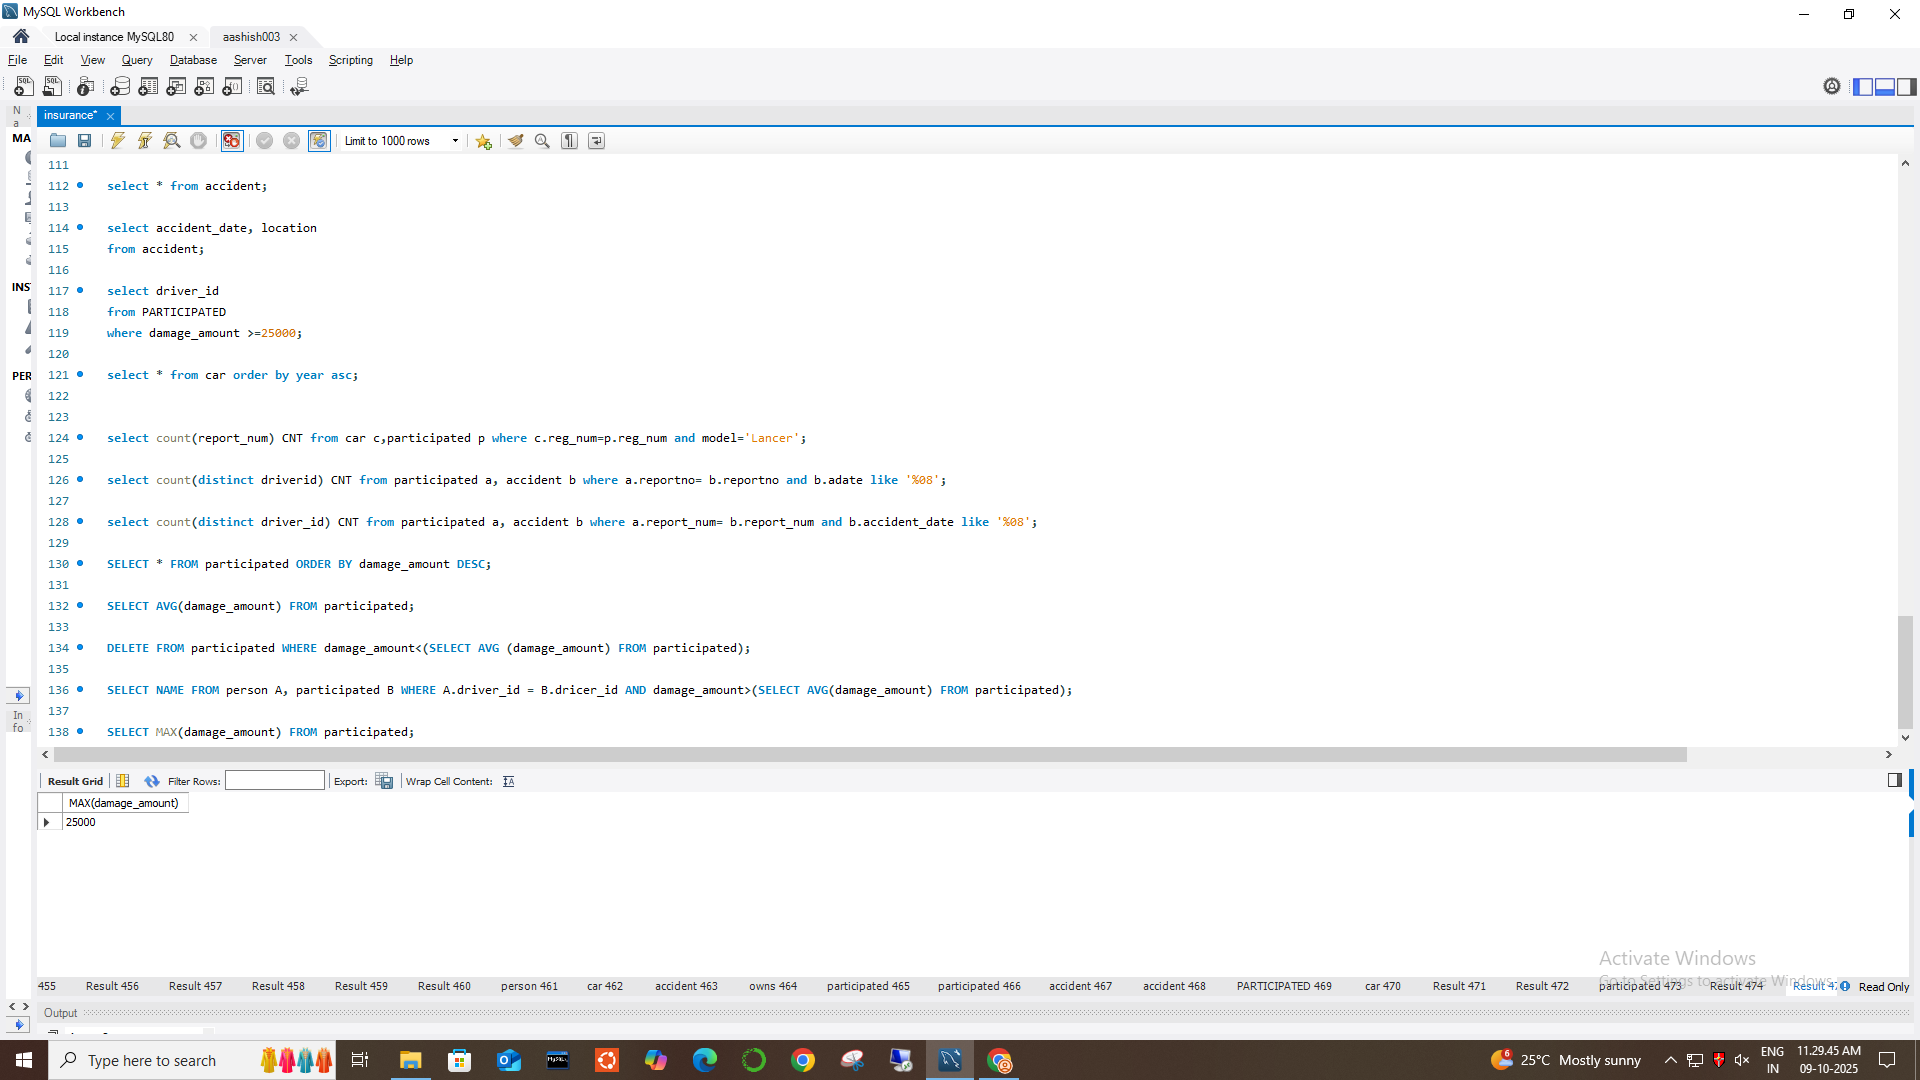 MySQL Workbench
Local instance MySQL80
aashish003
File Edit View Query Database Server Tools Scripting Help
N
a
insurance*
MA
Limit to 1000 rows
111
112 select * from accident;
113
114 select accident_date, location
115 from accident;
116
INS
117 select driver_id
118 from PARTICIPATED
119 where damage_amount >=25000;
120
PER
121 select * from car order by year asc;
122
123
124 select count(report_num) CNT from car c,participated p where c.reg_num=p.reg_num and model='Lancer';
125
126 select count(distinct driverid) CNT from participated a, accident b where a.reportno= b.reportno and b.adate like '%08';
127
128 select count(distinct driver_id) CNT from participated a, accident b where a.report_num= b.report_num and b.accident_date like '%08';
129
130 SELECT * FROM participated ORDER BY damage_amount DESC;
131
132 SELECT AVG(damage_amount) FROM participated;
133
134 DELETE FROM participated WHERE damage_amount<(SELECT AVG (damage_amount) FROM participated);
135
136 SELECT NAME FROM person A, participated B WHERE A.driver_id = B.dricer_id AND damage_amount>(SELECT AVG(damage_amount) FROM participated);
137
In
fo
138 SELECT MAX(damage_amount) FROM participated;
Result Grid Filter Rows: Export: Wrap Cell Content:
MAX(damage_amount)
25000
Activate Windows
Go to Settings to activate Windows.
455 Result 456 Result 457 Result 458 Result 459 Result 460 person 461 car 462 accident 463 owns 464 participated 465 participated 466 accident 467 accident 468 PARTICIPATED 469 car 470 Result 471 Result 472 participated 473 Result 474 Result 47 Read Only
Output
Type here to search
25°C Mostly sunny
ENG
IN
11.29.45 AM
09-10-2025